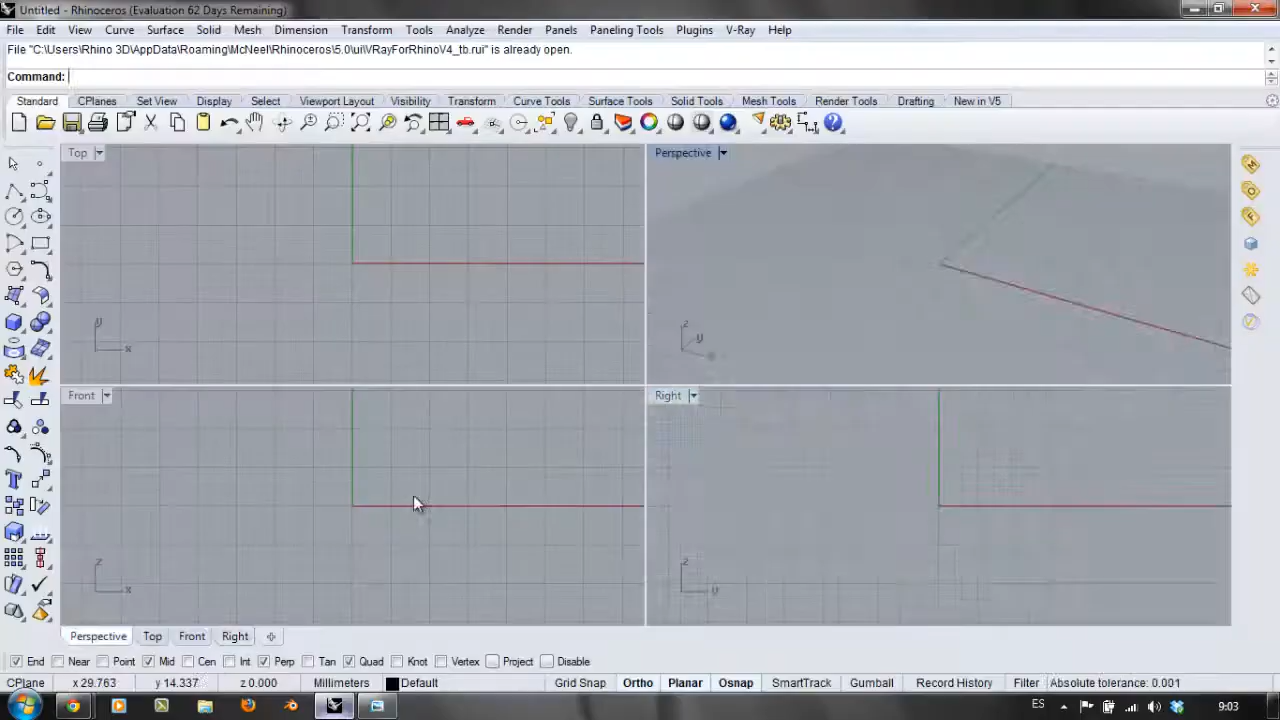 Untitled - Rhinoceros (Evaluation 62 Days Remaining)
File Edit View Curve Surface Solid Mesh Dimension Transform Tools Analyze Render Panels Paneling Tools Plugins V-Ray Help
File "C:\Users\Rhino 3D\AppData\Roaming\McNeel\Rhinoceros\5.0\ui\VRayForRhinoV4_tb.rui" is already open.
Command:
Standard CPlanes Set View Display Select Viewport Layout Visibility Transform Curve Tools Surface Tools Solid Tools Mesh Tools Render Tools Drafting New in V5
Top
Perspective
y
x
z
y
Front
Right
z
x
z
y
Perspective Top Front Right
End Near Point Mid Cen Int Perp Tan Quad Knot Vertex Project Disable
CPlane x 29.763 y 14.337 z 0.000 Millimeters Default Grid Snap Ortho Planar Osnap SmartTrack Gumball Record History Filter Absolute tolerance: 0.001
ES 9:03